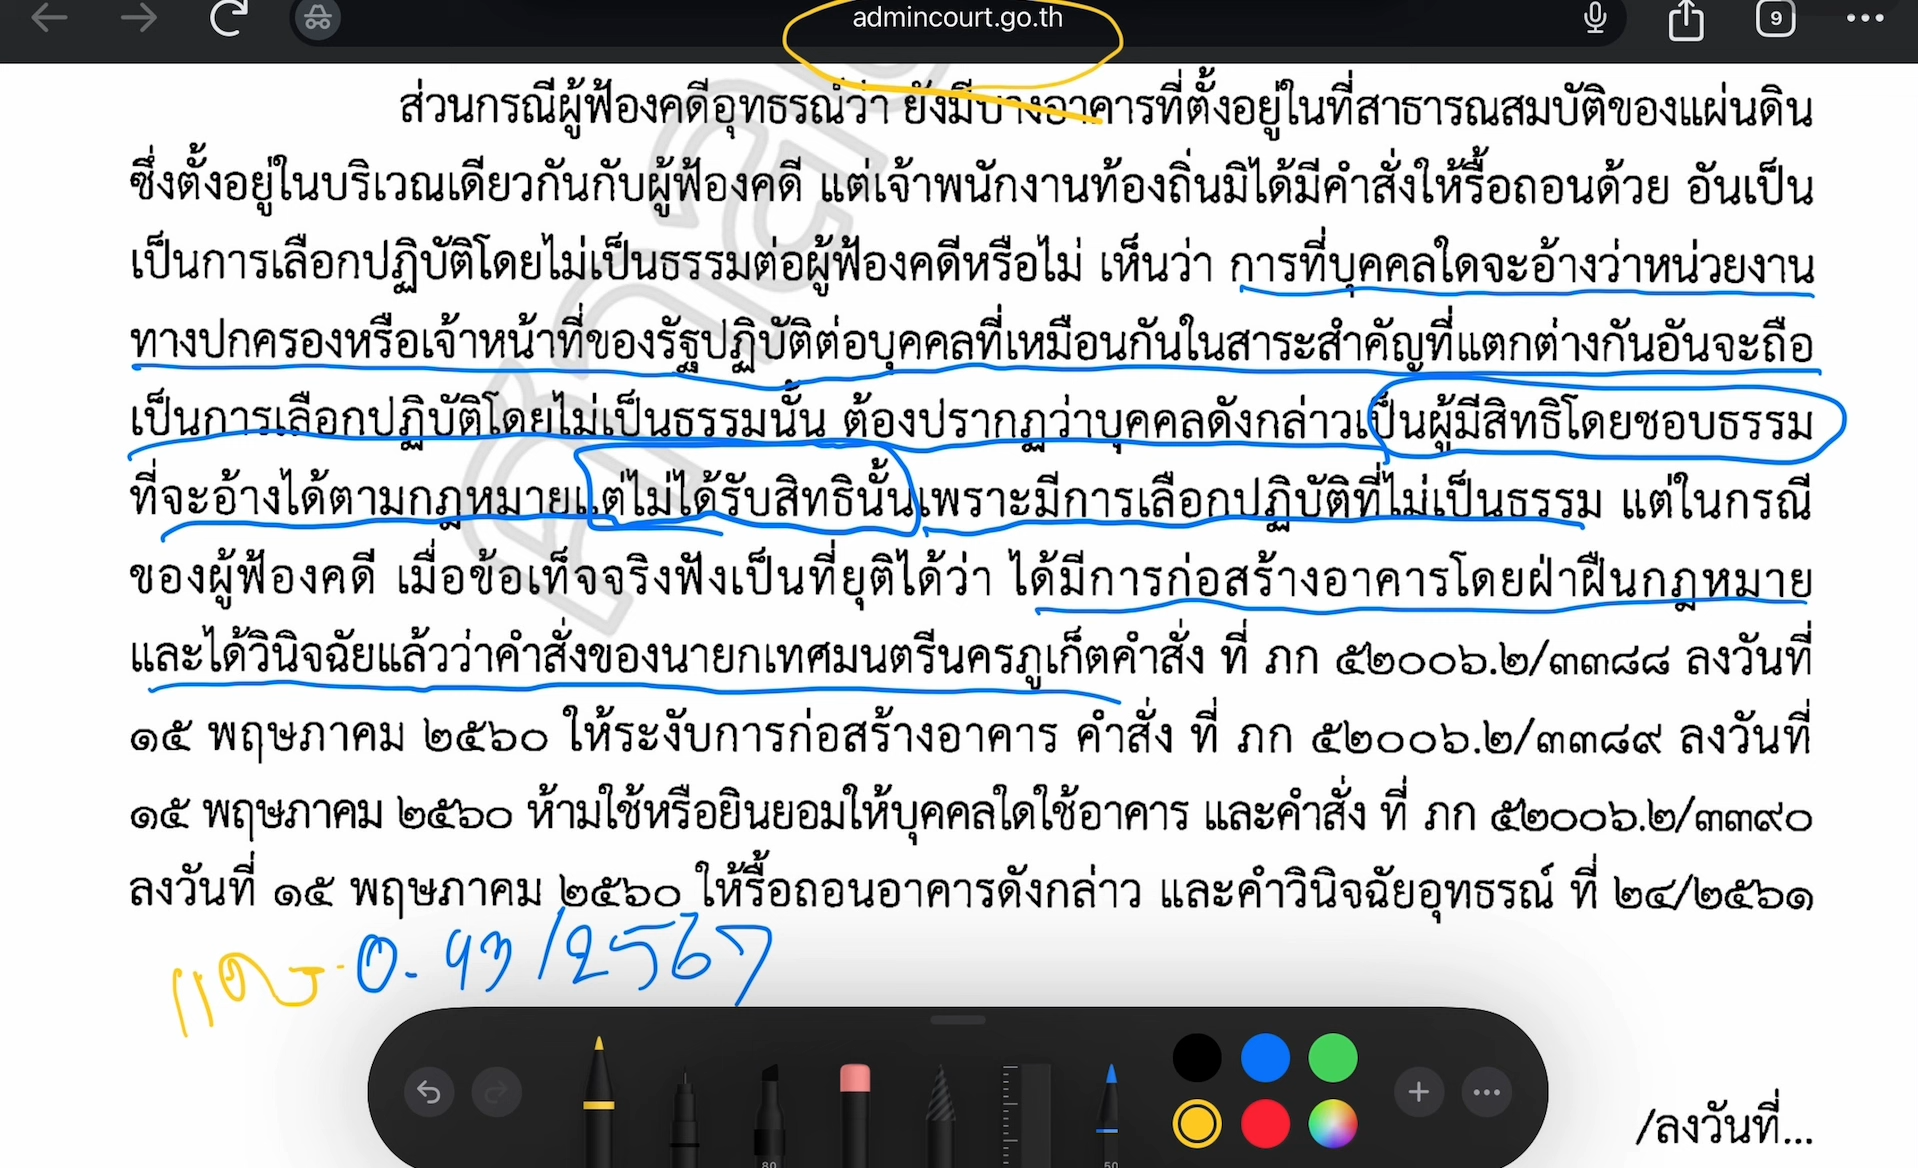 admincourt.go.th
9
ส่วนกรณีผู้ฟ้องคดีอุทธรณ์ว่า ยังมีบางอาคารที่ตั้งอยู่ในที่สาธารณสมบัติของแผ่นดิน
ซึ่งตั้งอยู่ในบริเวณเดียวกันกับผู้ฟ้องคดี แต่เจ้าพนักงานท้องถิ่นมิได้มีคำสั่งให้รื้อถอนด้วย อันเป็น
เป็นการเลือกปฏิบัติโดยไม่เป็นธรรมต่อผู้ฟ้องคดีหรือไม่ เห็นว่า การที่บุคคลใดจะอ้างว่าหน่วยงาน
ทางปกครองหรือเจ้าหน้าที่ของรัฐปฏิบัติต่อบุคคลที่เหมือนกันในสาระสำคัญที่แตกต่างกันอันจะถือ
เป็นการเลือกปฏิบัติโดยไม่เป็นธรรมนั้น ต้องปรากฏว่าบุคคลดังกล่าวเป็นผู้มีสิทธิโดยชอบธรรม
ที่จะอ้างได้ตามกฎหมายแต่ไม่ได้รับสิทธินั้นเพราะมีการเลือกปฏิบัติที่ไม่เป็นธรรม แต่ในกรณี
ของผู้ฟ้องคดี เมื่อข้อเท็จจริงฟังเป็นที่ยุติได้ว่า ได้มีการก่อสร้างอาคารโดยฝ่าฝืนกฎหมาย
และได้วินิจฉัยแล้วว่าคำสั่งของนายกเทศมนตรีนครภูเก็ตคำสั่ง ที่ ภก ๕๒๐๐๖.๒/๓๓๘๘ ลงวันที่
๑๕ พฤษภาคม ๒๕๖๐ ให้ระงับการก่อสร้างอาคาร คำสั่ง ที่ ภก ๕๒๐๐๖.๒/๓๓๘๙ ลงวันที่
๑๕ พฤษภาคม ๒๕๖๐ ห้ามใช้หรือยินยอมให้บุคคลใดใช้อาคาร และคำสั่ง ที่ ภก ๕๒๐๐๖.๒/๓๓๙๐
ลงวันที่ ๑๕ พฤษภาคม ๒๕๖๐ ให้รื้อถอนอาคารดังกล่าว และคำวินิจฉัยอุทธรณ์ ที่ ๒๔/๒๕๖๑
แดง อ. 93/2567
80
50
/ลงวันที่...